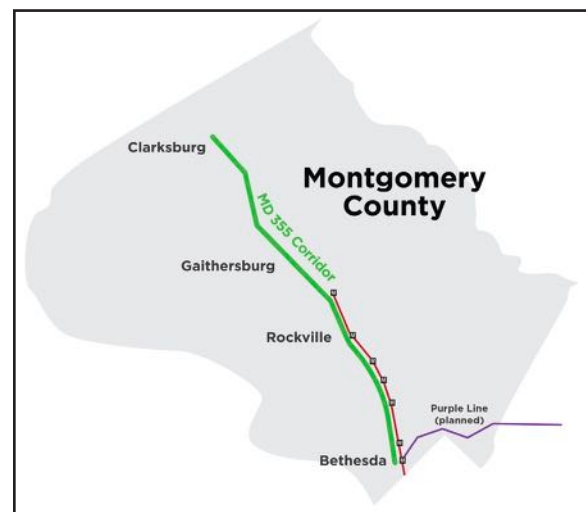 Clarksburg
Montgomery
County
MD 355 Corridor
Gaithersburg
Rockville
Purple Line
(planned)
Bethesda